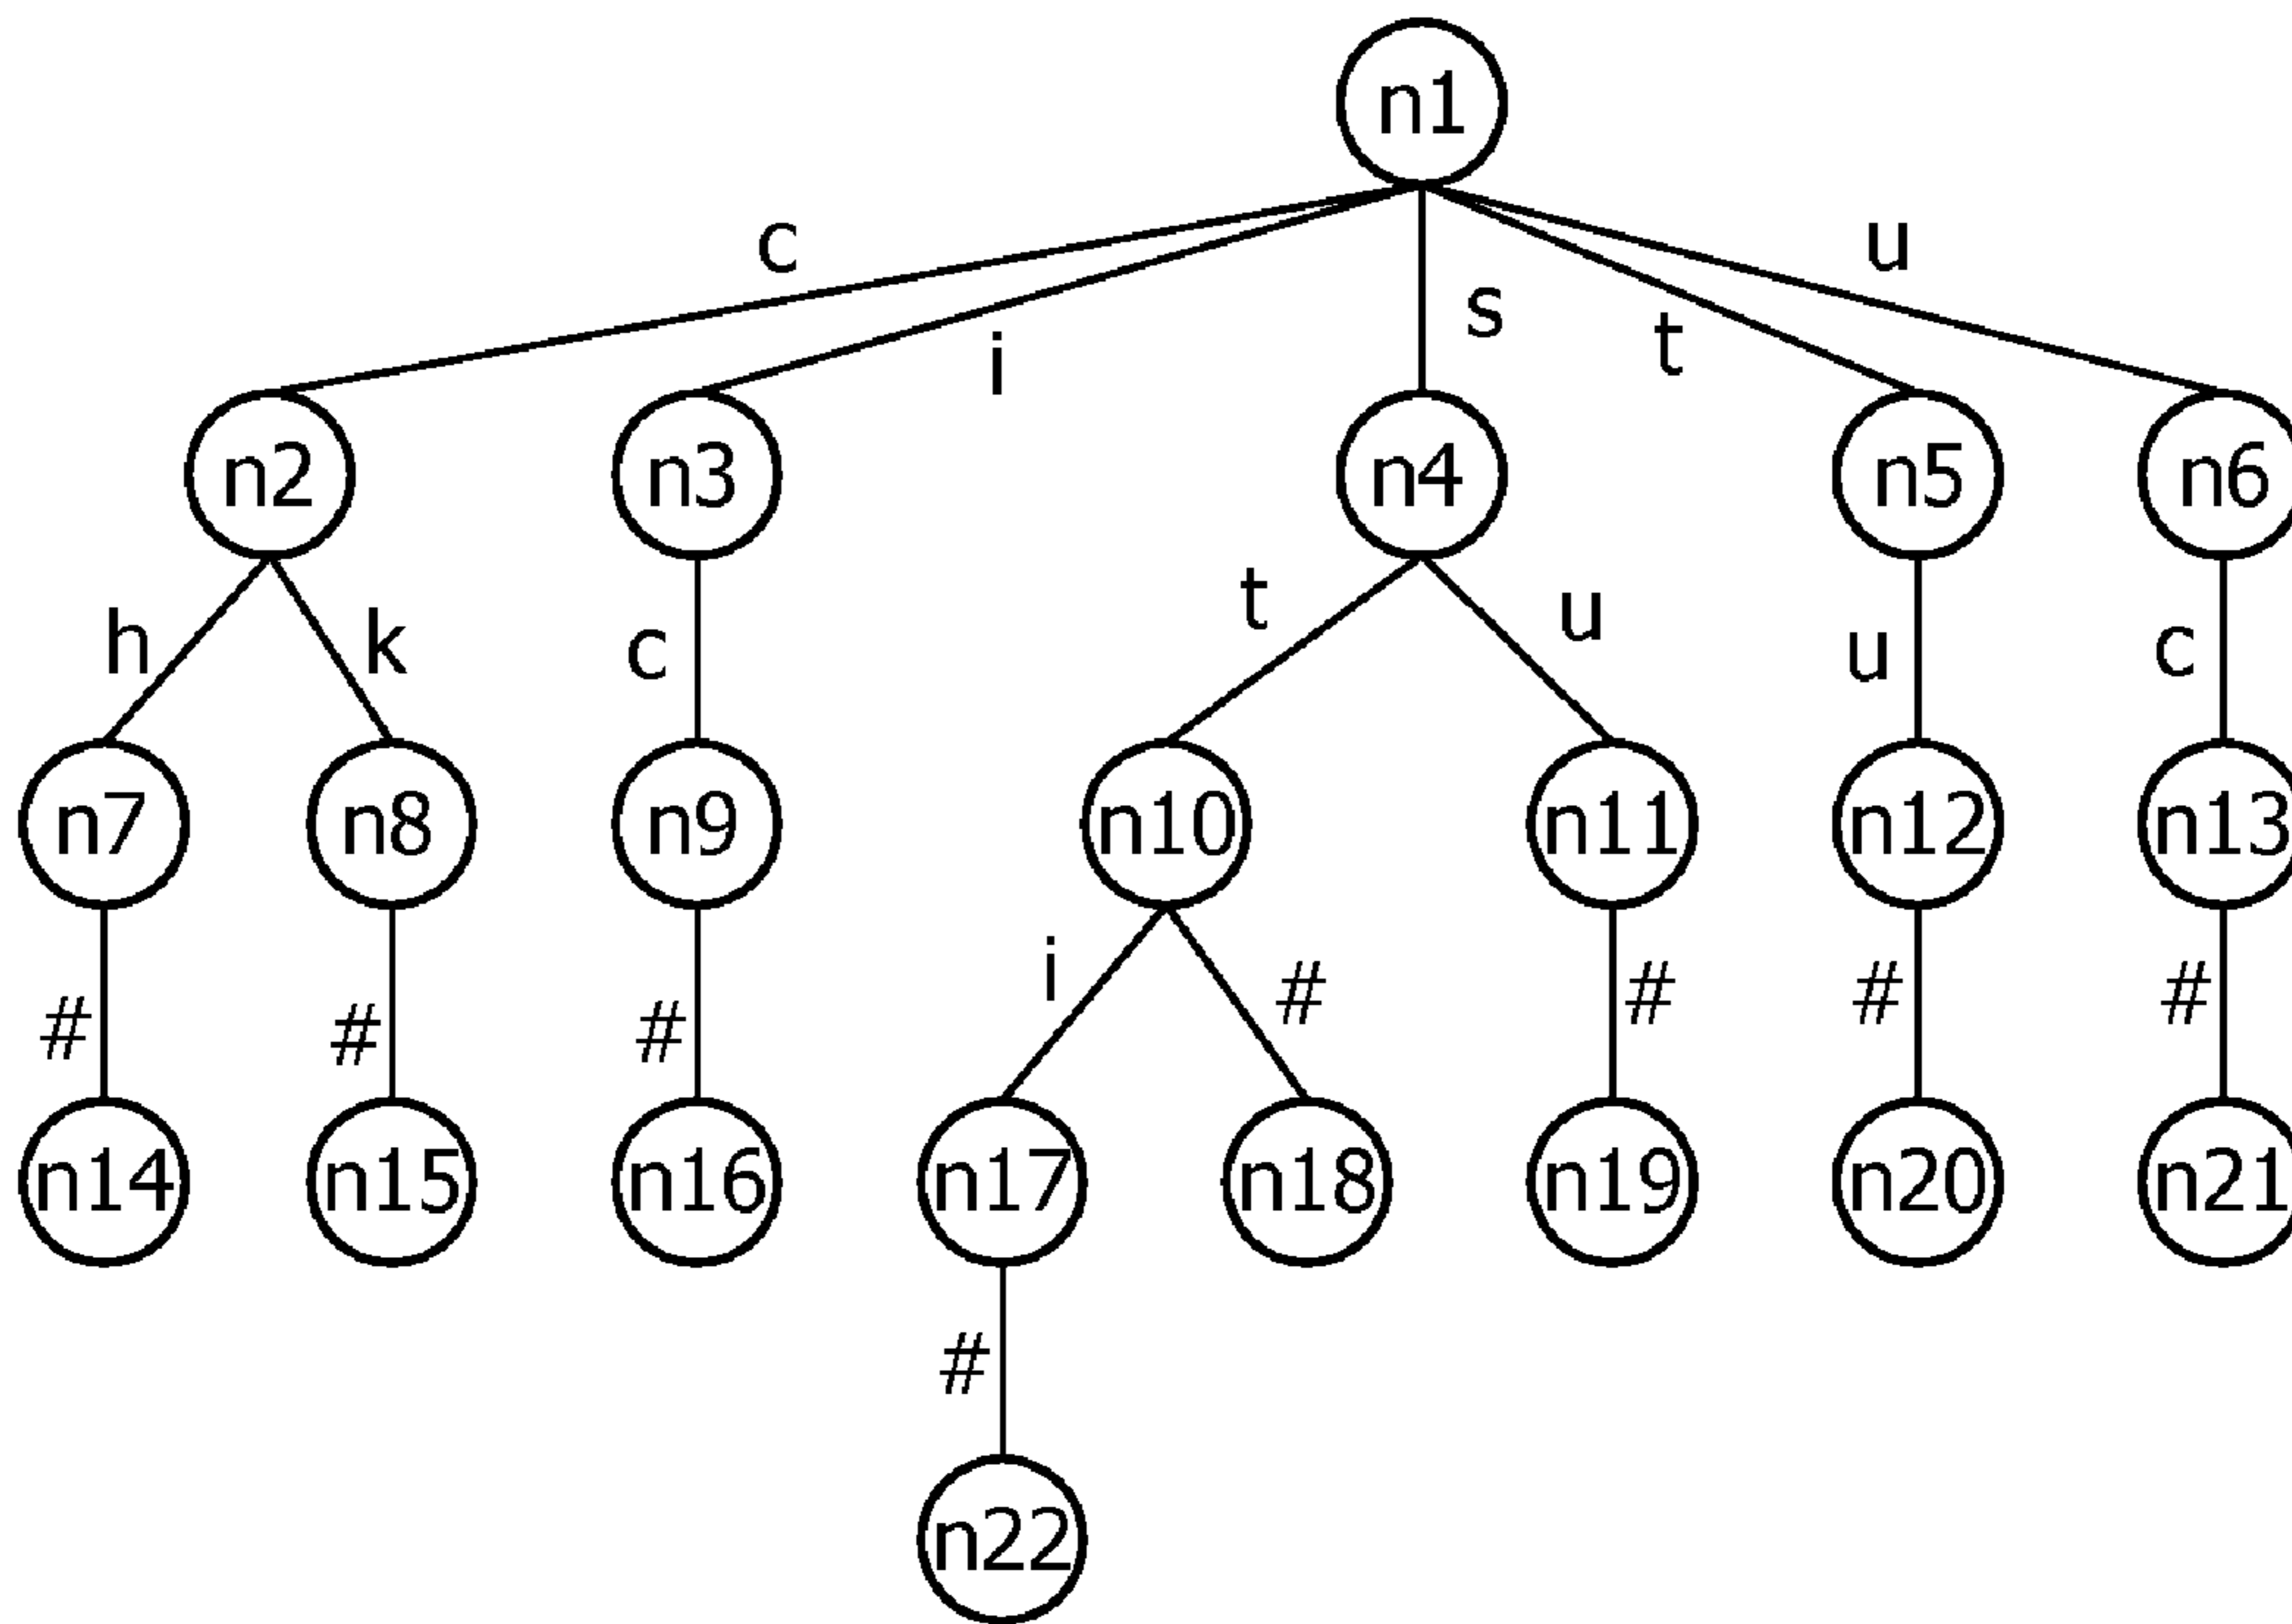 n1
c i s t u
n2 n3 n4 n5 n6
h k c t u u c
n7 n8 n9 n10 n11 n12 n13
# # # i # # # #
n14 n15 n16 n17 n18 n19 n20 n21
#
n22